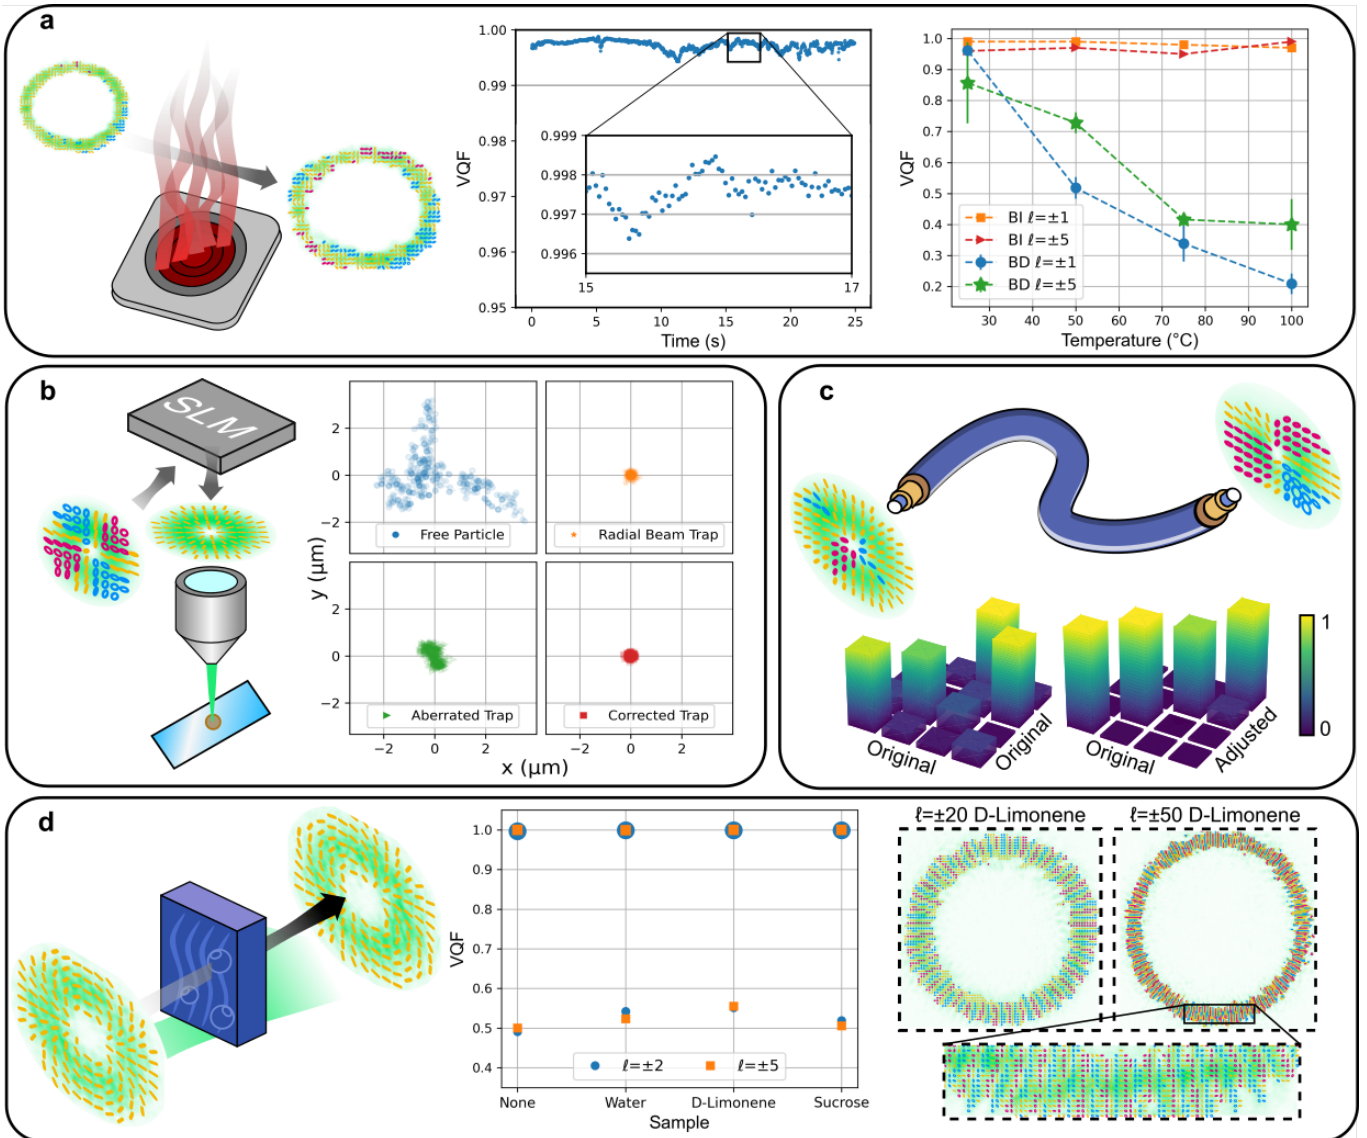 a
1.00
0.99
0.98
0.97
0.96
0.95
VQF
0.999
0.998
0.997
0.996
15
17
0
5
10
15
20
25
Time (s)
1.0
0.9
0.8
0.7
0.6
0.5
0.4
0.3
0.2
VQF
BI ℓ=±1
BI ℓ=±5
BD ℓ=±1
BD ℓ=±5
30
40
50
60
70
80
90
100
Temperature (°C)
b
SLM
2
0
−2
Free Particle
Radial Beam Trap
y (μm)
2
0
−2
Aberrated Trap
Corrected Trap
−2
0
2
−2
0
2
x (μm)
c
1
0
Original
Original
Original
Adjusted
d
1.0
0.9
0.8
0.7
0.6
0.5
0.4
VQF
ℓ=±2
ℓ=±5
None
Water
D-Limonene
Sucrose
Sample
ℓ=±20 D-Limonene
ℓ=±50 D-Limonene